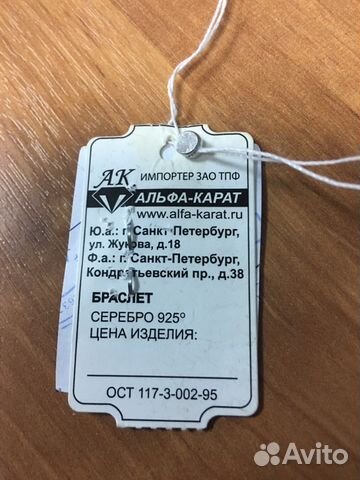 АК
ИМПОРТЕР ЗАО ТПФ
АЛЬФА-КАРАТ
www.alfa-karat.ru
Ю.а.: г. Санкт-Петербург,
ул. Жукова, д.18
Ф.а.: г. Санкт-Петербург,
Кондратьевский пр., д.38
БРАСЛЕТ
СЕРЕБРО 925°
ЦЕНА ИЗДЕЛИЯ:
ОСТ 117-3-002-95
Avito